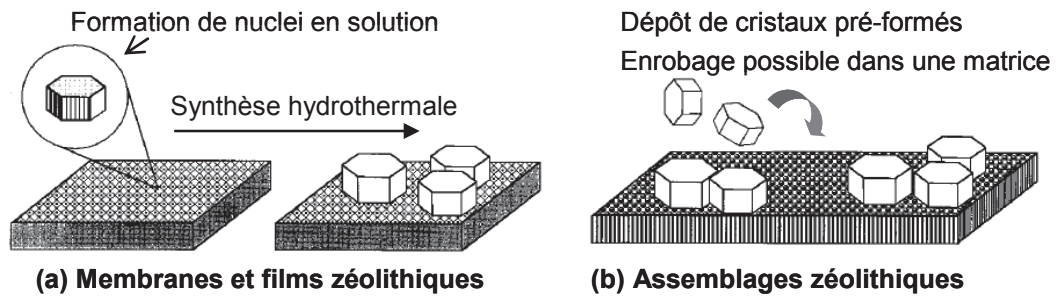 Formation de nuclei en solution
Synthèse hydrothermale
(a) Membranes et films zéolithiques
Dépôt de cristaux pré-formés
Enrobage possible dans une matrice
(b) Assemblages zéolithiques